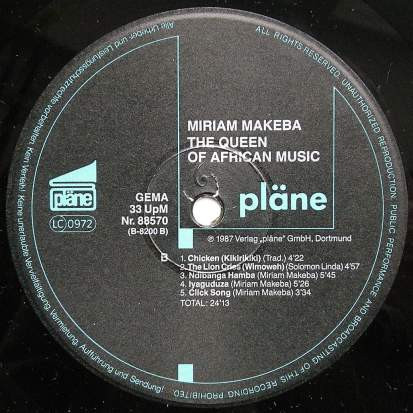 ALL RIGHTS RESERVED. UNAUTHORIZED REPRODUCTION, PUBLIC PERFORMANCE AND BROADCASTING OF THIS RECORDING PROHIBITED.
Alle Urheber- und Leistungsschutzrechte vorbehalten. Kein Verleih! Keine unerlaubte Vervielfältigung, Vermietung, Aufführung und Sendung!
MIRIAM MAKEBA
THE QUEEN
OF AFRICAN MUSIC
pläne
LC 0972
GEMA
33 UpM
Nr. 88570
(B-8200 B)
pläne
℗ 1987 Verlag „pläne“ GmbH, Dortmund
B
1. Chicken (Kikirikiki) (Trad.) 4'22
2. The Lion Cries (Wimoweh) (Solomon Linda) 4'57
3. Ndibanga Hamba (Miriam Makeba) 5'45
4. Iyaguduza (Miriam Makeba) 5'26
5. Click Song (Miriam Makeba) 3'34
TOTAL: 24'13